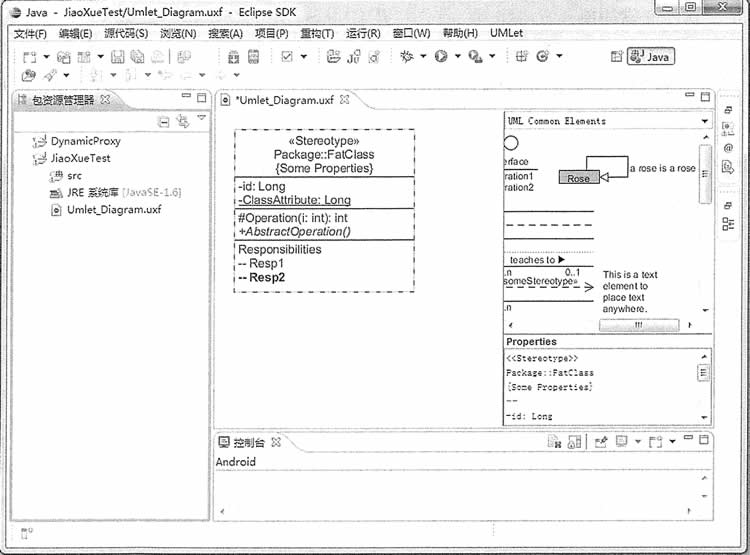 Java - JiaoXueTest/Umlet_Diagram.uxf - Eclipse SDK
文件(F) 编辑(E) 源代码(S) 浏览(N) 搜索(A) 项目(P) 重构(T) 运行(R) 窗口(W) 帮助(H) UMLet
Java
包资源管理器
DynamicProxy
JiaoXueTest
src
JRE 系统库 [JavaSE-1.6]
Umlet_Diagram.uxf
*Umlet_Diagram.uxf
«Stereotype»
Package::FatClass
{Some Properties}
-id: Long
-ClassAttribute: Long
#Operation(i: int): int
+AbstractOperation()
Responsibilities
-- Resp1
-- Resp2
UML Common Elements
erface
ration1
ration2
Rose
a rose is a rose
teaches to
..n 0..1
someStereotype»
..n
This is a text
element to
place text
anywhere.
Properties
<<Stereotype>>
Package::FatClass
{Some Properties}
--
-id: Long
控制台
Android